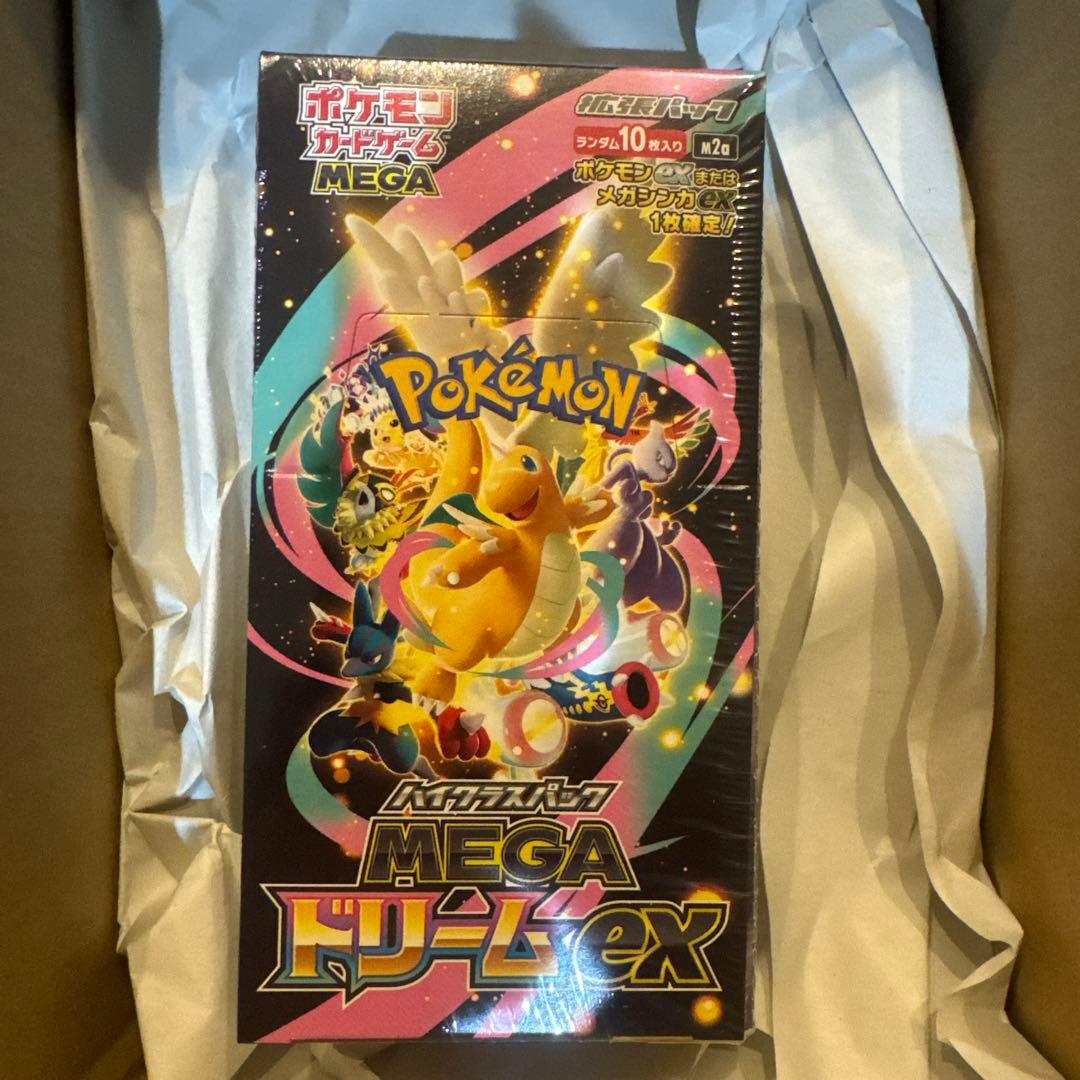 ポケモン
カードゲーム
MEGA
拡張パック
ランダム10枚入り
M2a
ポケモンexまたは
メガシンカex
1枚確定!
POKéMON
ハイクラスパック
MEGA
ドリームex